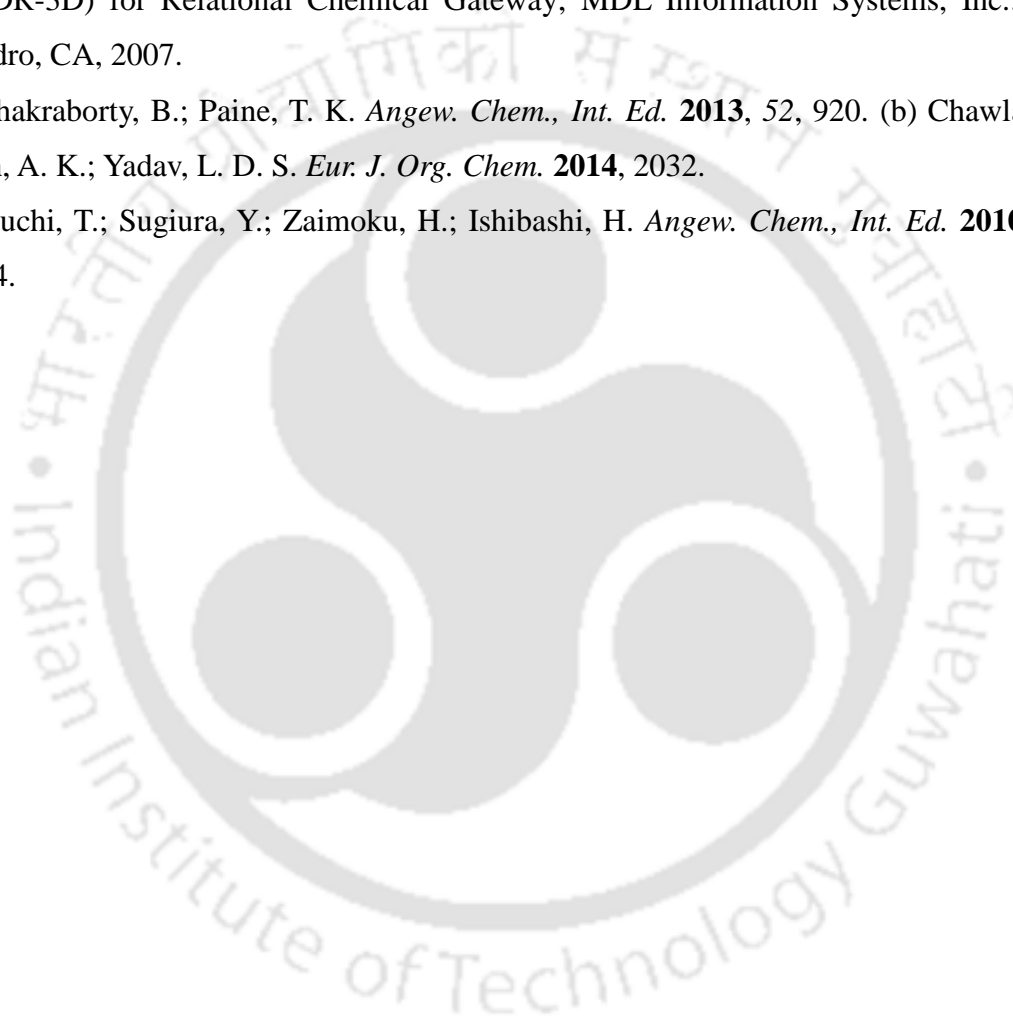 DR-3D) for Relational Chemical Gateway; MDL Information Systems, Inc.:
dro, CA, 2007.
hakraborty, B.; Paine, T. K. Angew. Chem., Int. Ed. 2013, 52, 920. (b) Chawla
, A. K.; Yadav, L. D. S. Eur. J. Org. Chem. 2014, 2032.
uchi, T.; Sugiura, Y.; Zaimoku, H.; Ishibashi, H. Angew. Chem., Int. Ed. 2010
4.
भारतीय प्रौद्योगिकी संस्थान गुवाहाटी
Indian Institute of Technology Guwahati